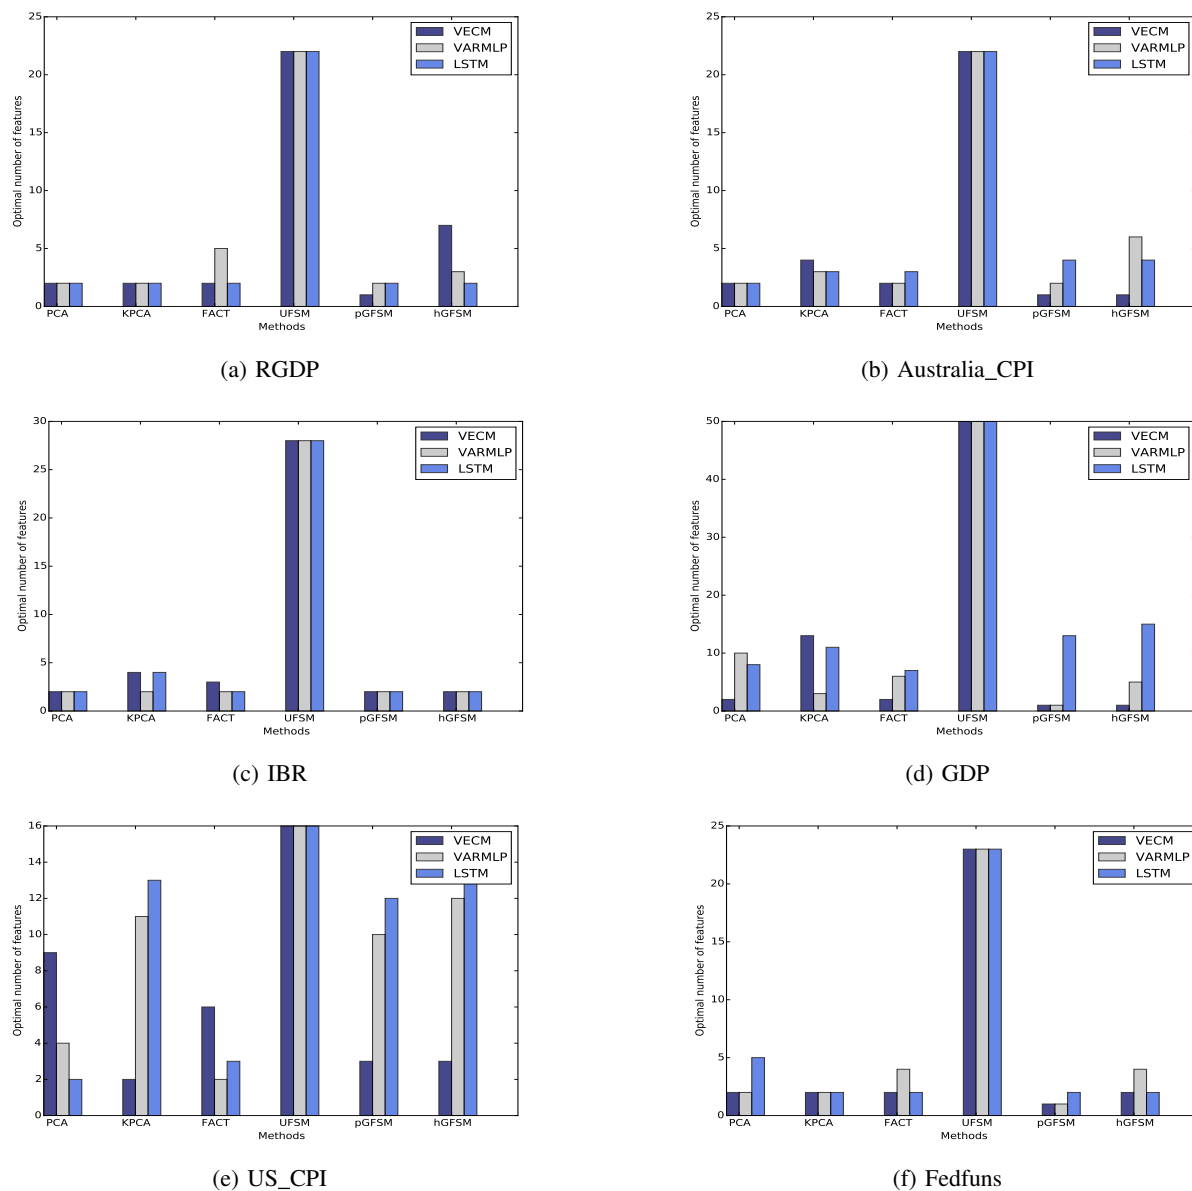 25
20
15
10
5
0
Optimal number of features
VECM
VARMLP
LSTM
PCA KPCA FACT UFSM pGFSM hGFSM
Methods
(a) RGDP
25
20
15
10
5
0
Optimal number of features
VECM
VARMLP
LSTM
PCA KPCA FACT UFSM pGFSM hGFSM
Methods
(b) Australia_CPI
30
25
20
15
10
5
0
Optimal number of features
VECM
VARMLP
LSTM
PCA KPCA FACT UFSM pGFSM hGFSM
Methods
(c) IBR
50
40
30
20
10
0
Optimal number of features
VECM
VARMLP
LSTM
PCA KPCA FACT UFSM pGFSM hGFSM
Methods
(d) GDP
16
14
12
10
8
6
4
2
0
Optimal number of features
VECM
VARMLP
LSTM
PCA KPCA FACT UFSM pGFSM hGFSM
Methods
(e) US_CPI
25
20
15
10
5
0
Optimal number of features
VECM
VARMLP
LSTM
PCA KPCA FACT UFSM pGFSM hGFSM
Methods
(f) Fedfuns